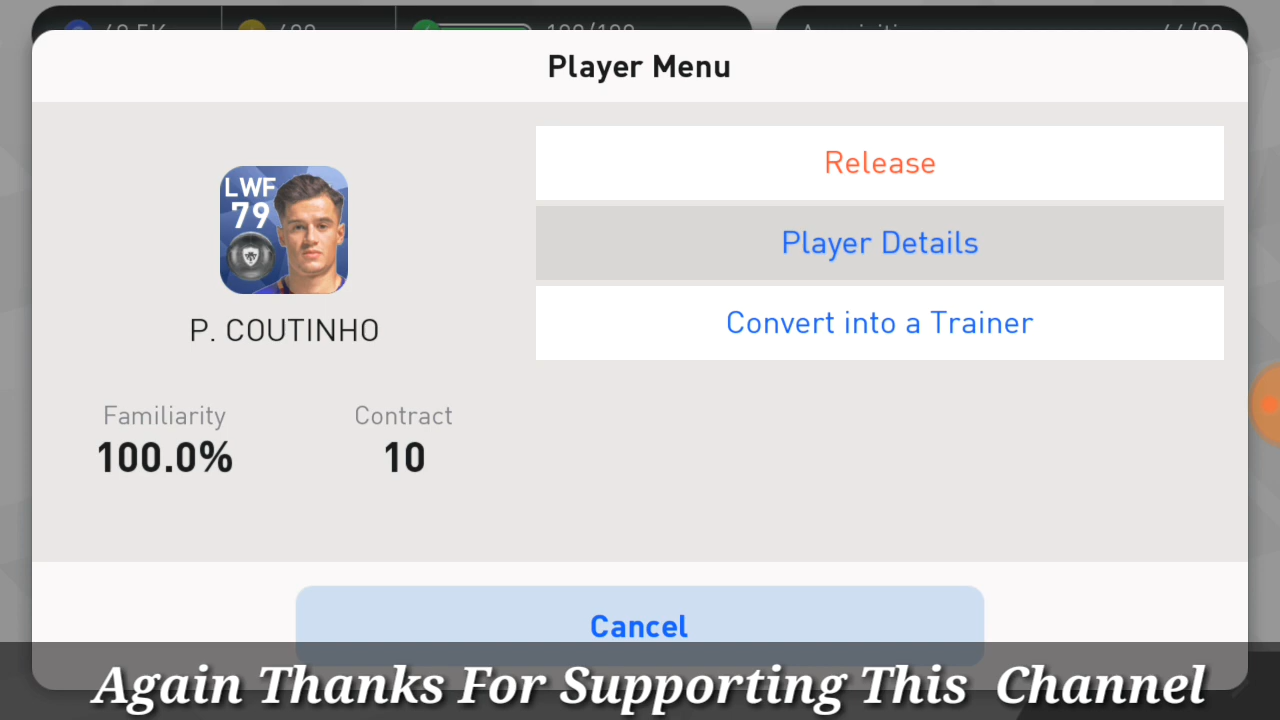 Player Menu
Release
LWF
79
Player Details
P. COUTINHO
Convert into a Trainer
Familiarity
Contract
100.0%
10
Cancel
Again Thanks For Supporting This Channel